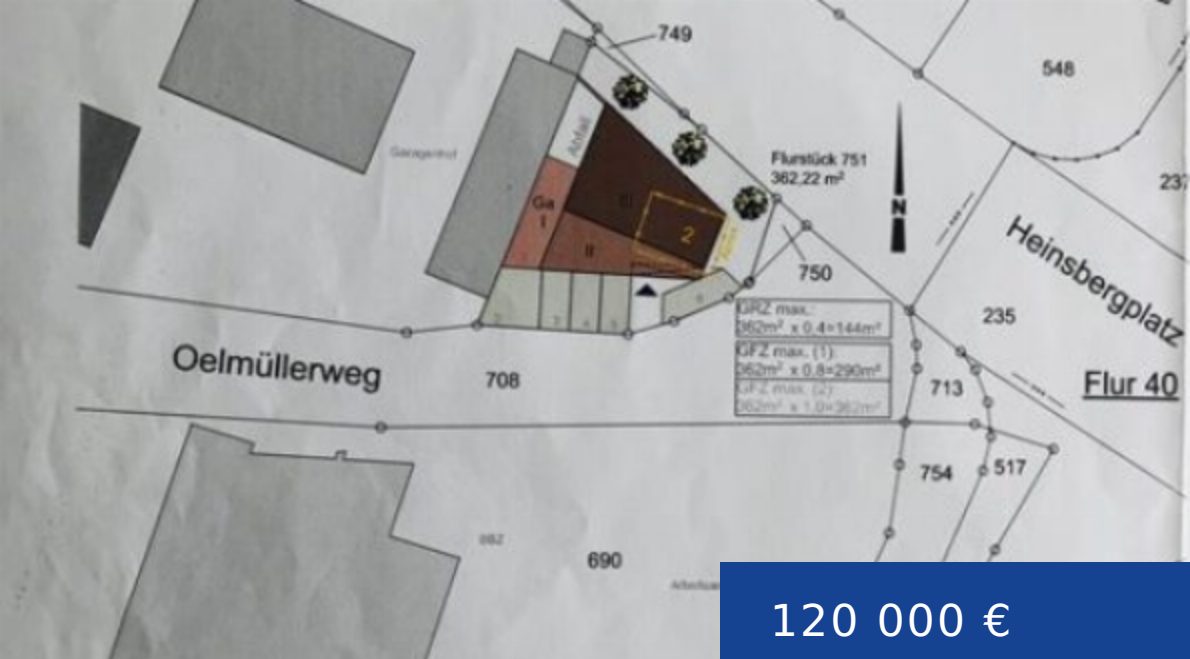 749
548
Abfall
Garagenhof
Flurstück 751
362,22 m²
237
Ga
I
III
II
2
N
750
Heinsbergplatz
235
GRZ max.:
362m² x 0.4=144m²
GFZ max. (1):
362m² x 0.8=290m²
GFZ max. (2):
362m² x 1.0=362m²
Oelmüllerweg
708
713
Flur 40
754
517
690
120 000 €